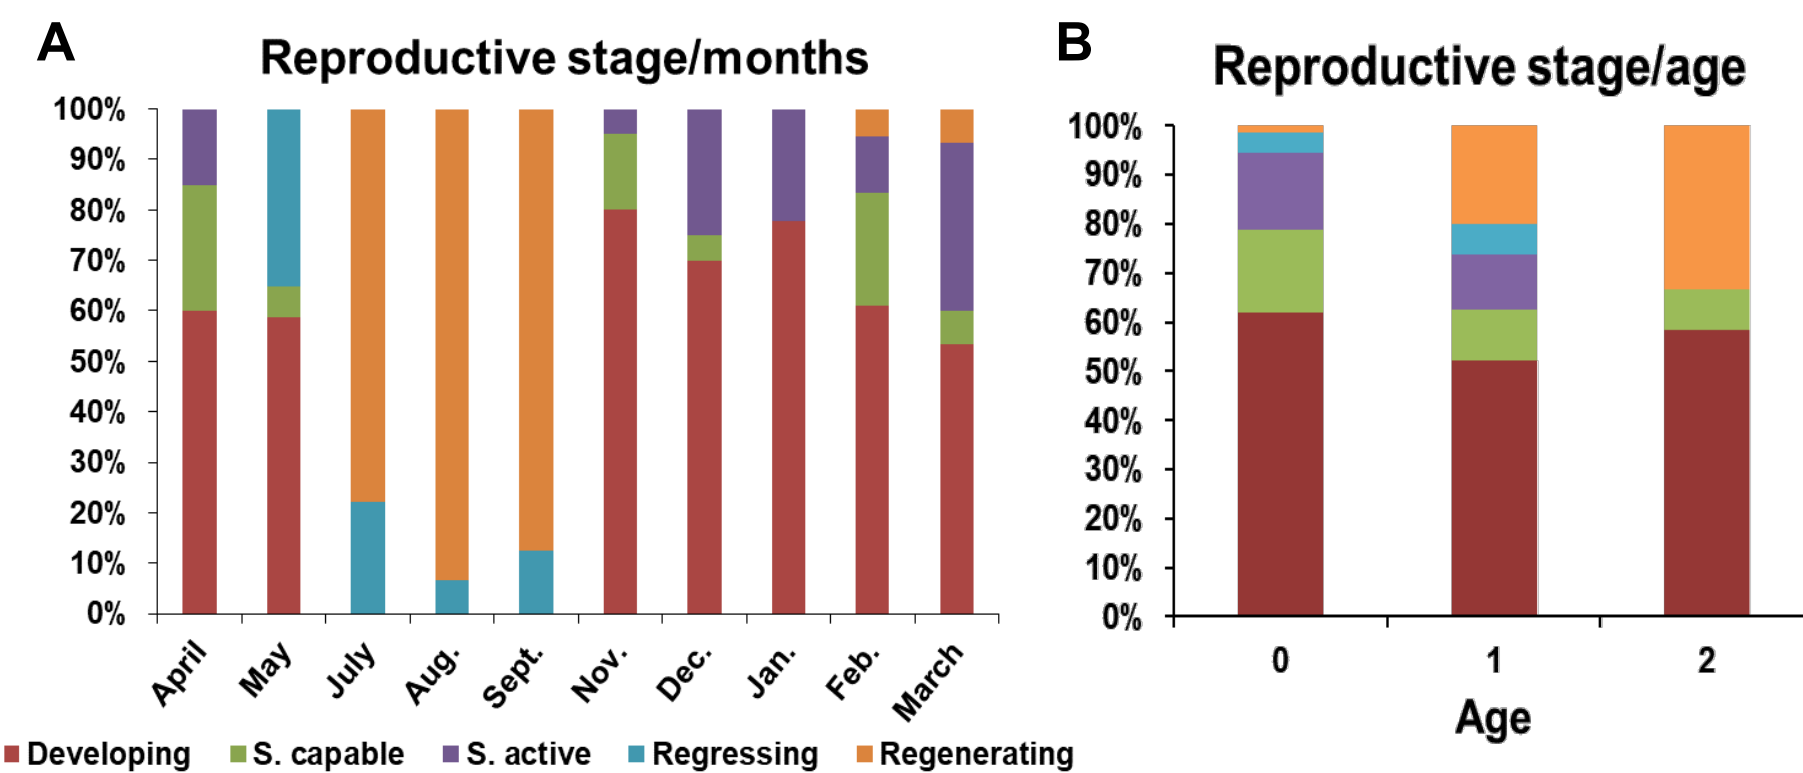 A
Reproductive stage/months
100%
90%
80%
70%
60%
50%
40%
30%
20%
10%
0%
April May July Aug. Sept. Nov. Dec. Jan. Feb. March
Developing S. capable S. active Regressing Regenerating
B
Reproductive stage/age
100%
90%
80%
70%
60%
50%
40%
30%
20%
10%
0%
0 1 2
Age